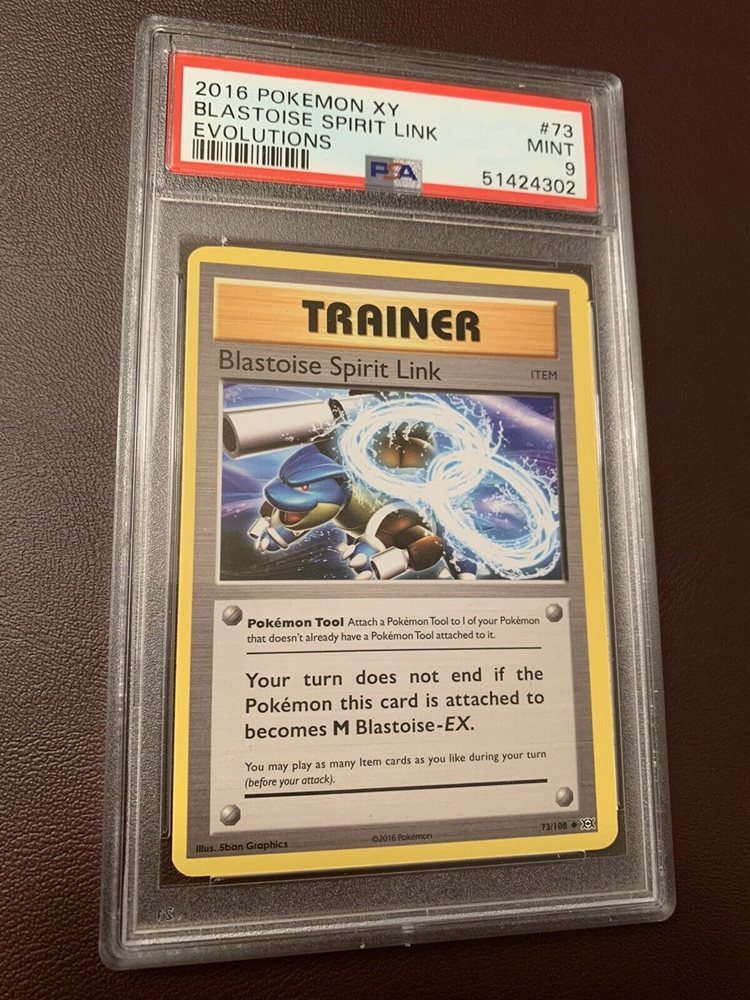 2016 POKEMON XY
BLASTOISE SPIRIT LINK
EVOLUTIONS
#73
MINT
9
51424302
PSA
TRAINER
Blastoise Spirit Link
ITEM
Pokémon Tool Attach a Pokémon Tool to 1 of your Pokémon
that doesn't already have a Pokémon Tool attached to it.
Your turn does not end if the
Pokémon this card is attached to
becomes M Blastoise-EX.
You may play as many Item cards as you like during your turn
(before your attack).
73/108
©2016 Pokémon
Illus. 5ban Graphics